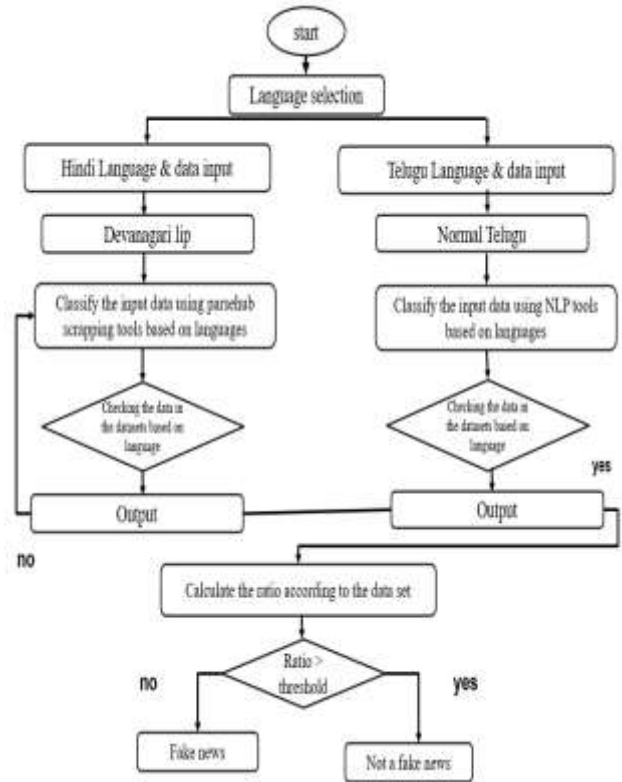 start
Language selection
Hindi Language & data input
Telugu Language & data input
Devanagari lip
Normal Telugu
Classify the input data using parsehub
scrapping tools based on languages
Classify the input data using NLP tools
based on languages
Checking the data in
the datasets based on
language
Checking the data in
the datasets based on
language
yes
Output
Output
no
Calculate the ratio according to the data set
Ratio >
threshold
no
yes
Fake news
Not a fake news